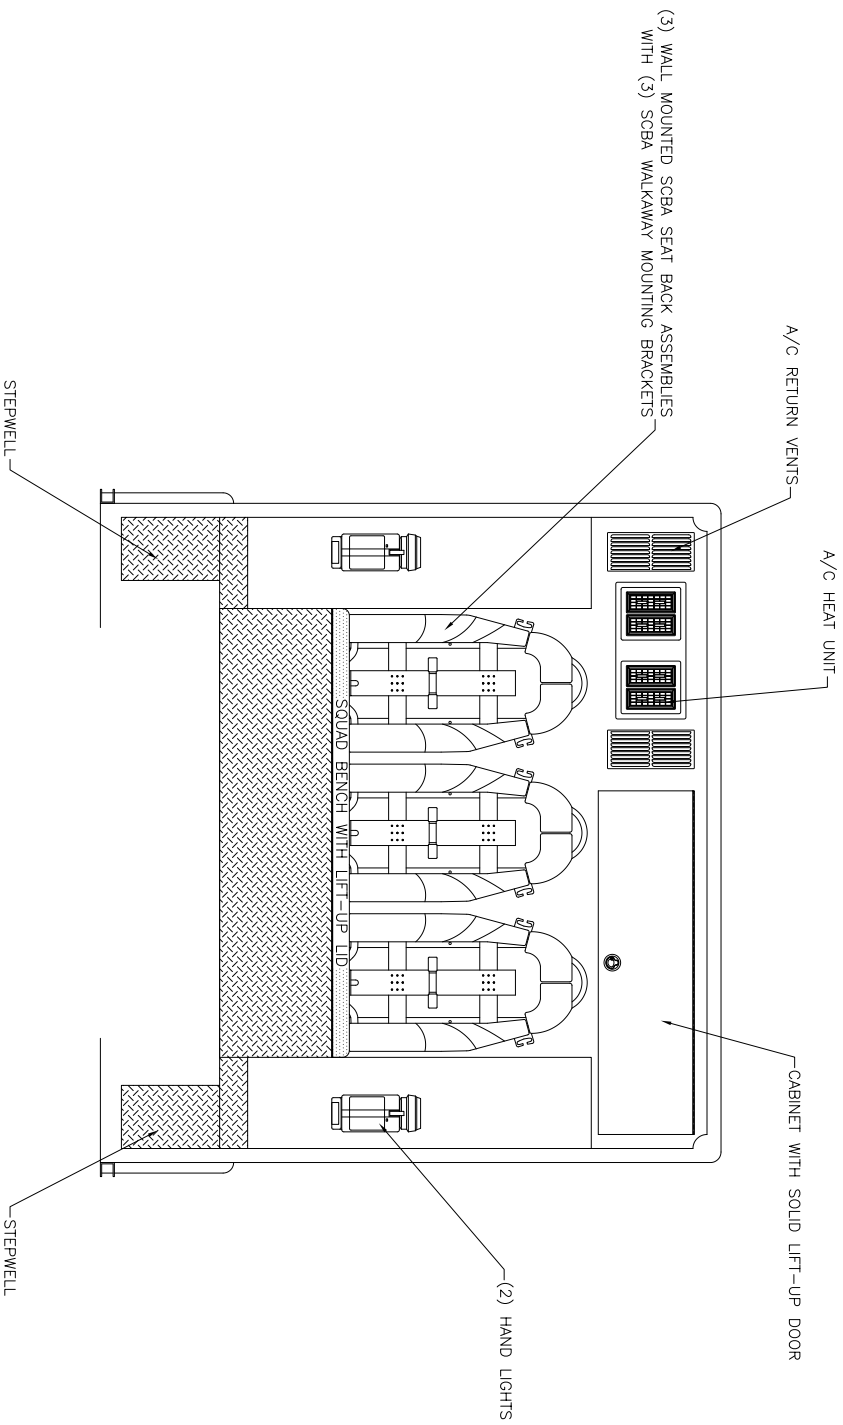 (3) WALL MOUNTED SCBA SEAT BACK ASSEMBLIES
WITH (3) SCBA WALKAWAY MOUNTING BRACKETS
A/C RETURN VENTS
A/C HEAT UNIT
CABINET WITH SOLID LIFT-UP DOOR
(2) HAND LIGHTS
SQUAD BENCH WITH LIFT-UP LID
STEPWELL
STEPWELL